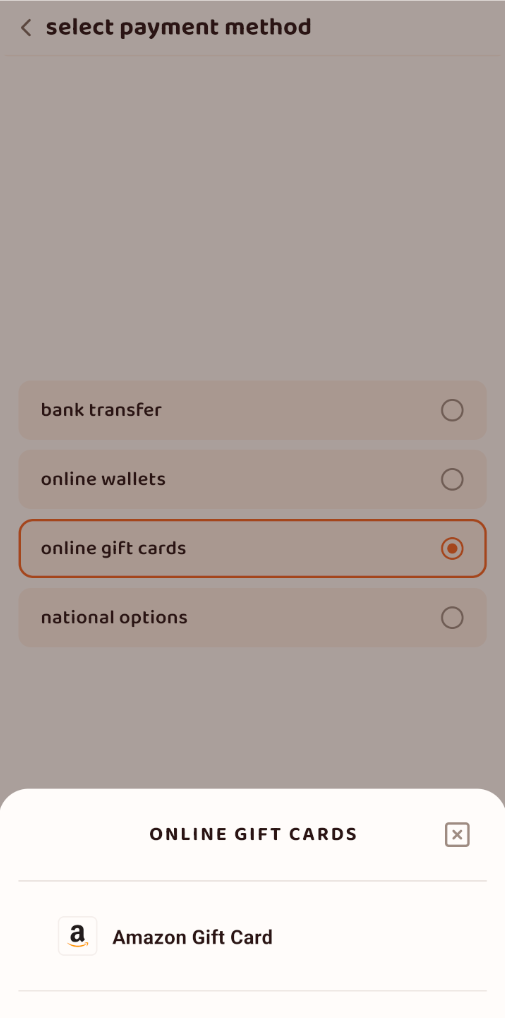 select payment method
bank transfer
online wallets
online gift cards
national options
ONLINE GIFT CARDS
a
Amazon Gift Card